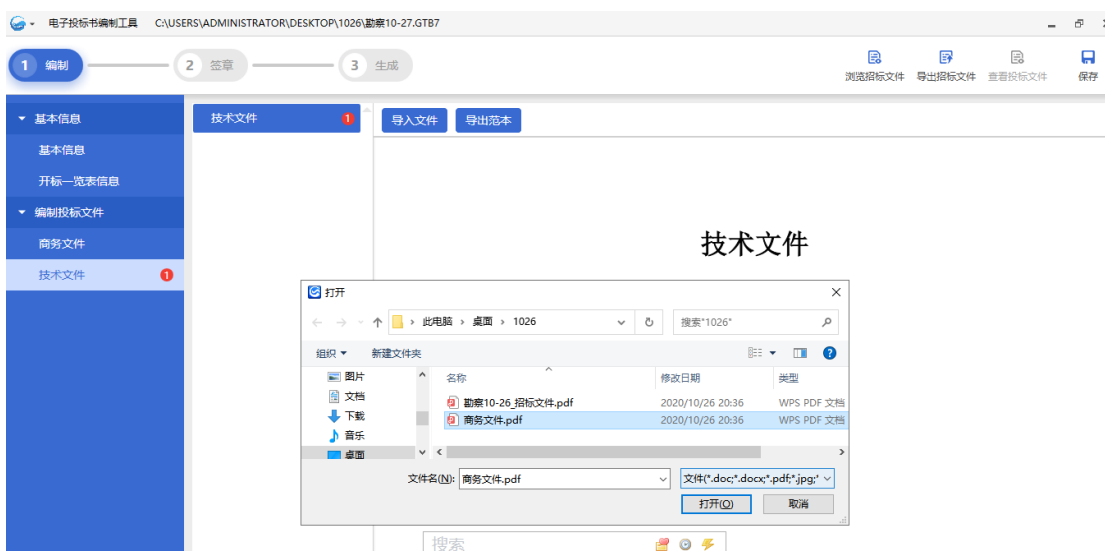 电子投标书编制工具 C:\USERS\ADMINISTRATOR\DESKTOP\1026\勘察10-27.GTB7
1 编制 2 签章 3 生成
浏览招标文件 导出招标文件 查看投标文件 保存
基本信息
基本信息
开标一览表信息
编制投标文件
商务文件
技术文件 1
技术文件 1
导入文件 导出范本
技术文件
打开
此电脑 › 桌面 › 1026
搜索"1026"
组织 新建文件夹
图片
文档
下载
音乐
桌面
名称 修改日期 类型
勘察10-26_招标文件.pdf 2020/10/26 20:36 WPS PDF 文档
商务文件.pdf 2020/10/26 20:36 WPS PDF 文档
文件名(N): 商务文件.pdf 文件(*.doc;*.docx;*.pdf;*.jpg;*
打开(O) 取消
搜索